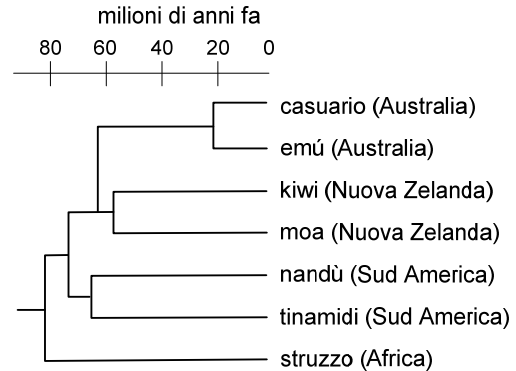 milioni di anni fa
80 60 40 20 0
casuario (Australia)
emú (Australia)
kiwi (Nuova Zelanda)
moa (Nuova Zelanda)
nandù (Sud America)
tinamidi (Sud America)
struzzo (Africa)